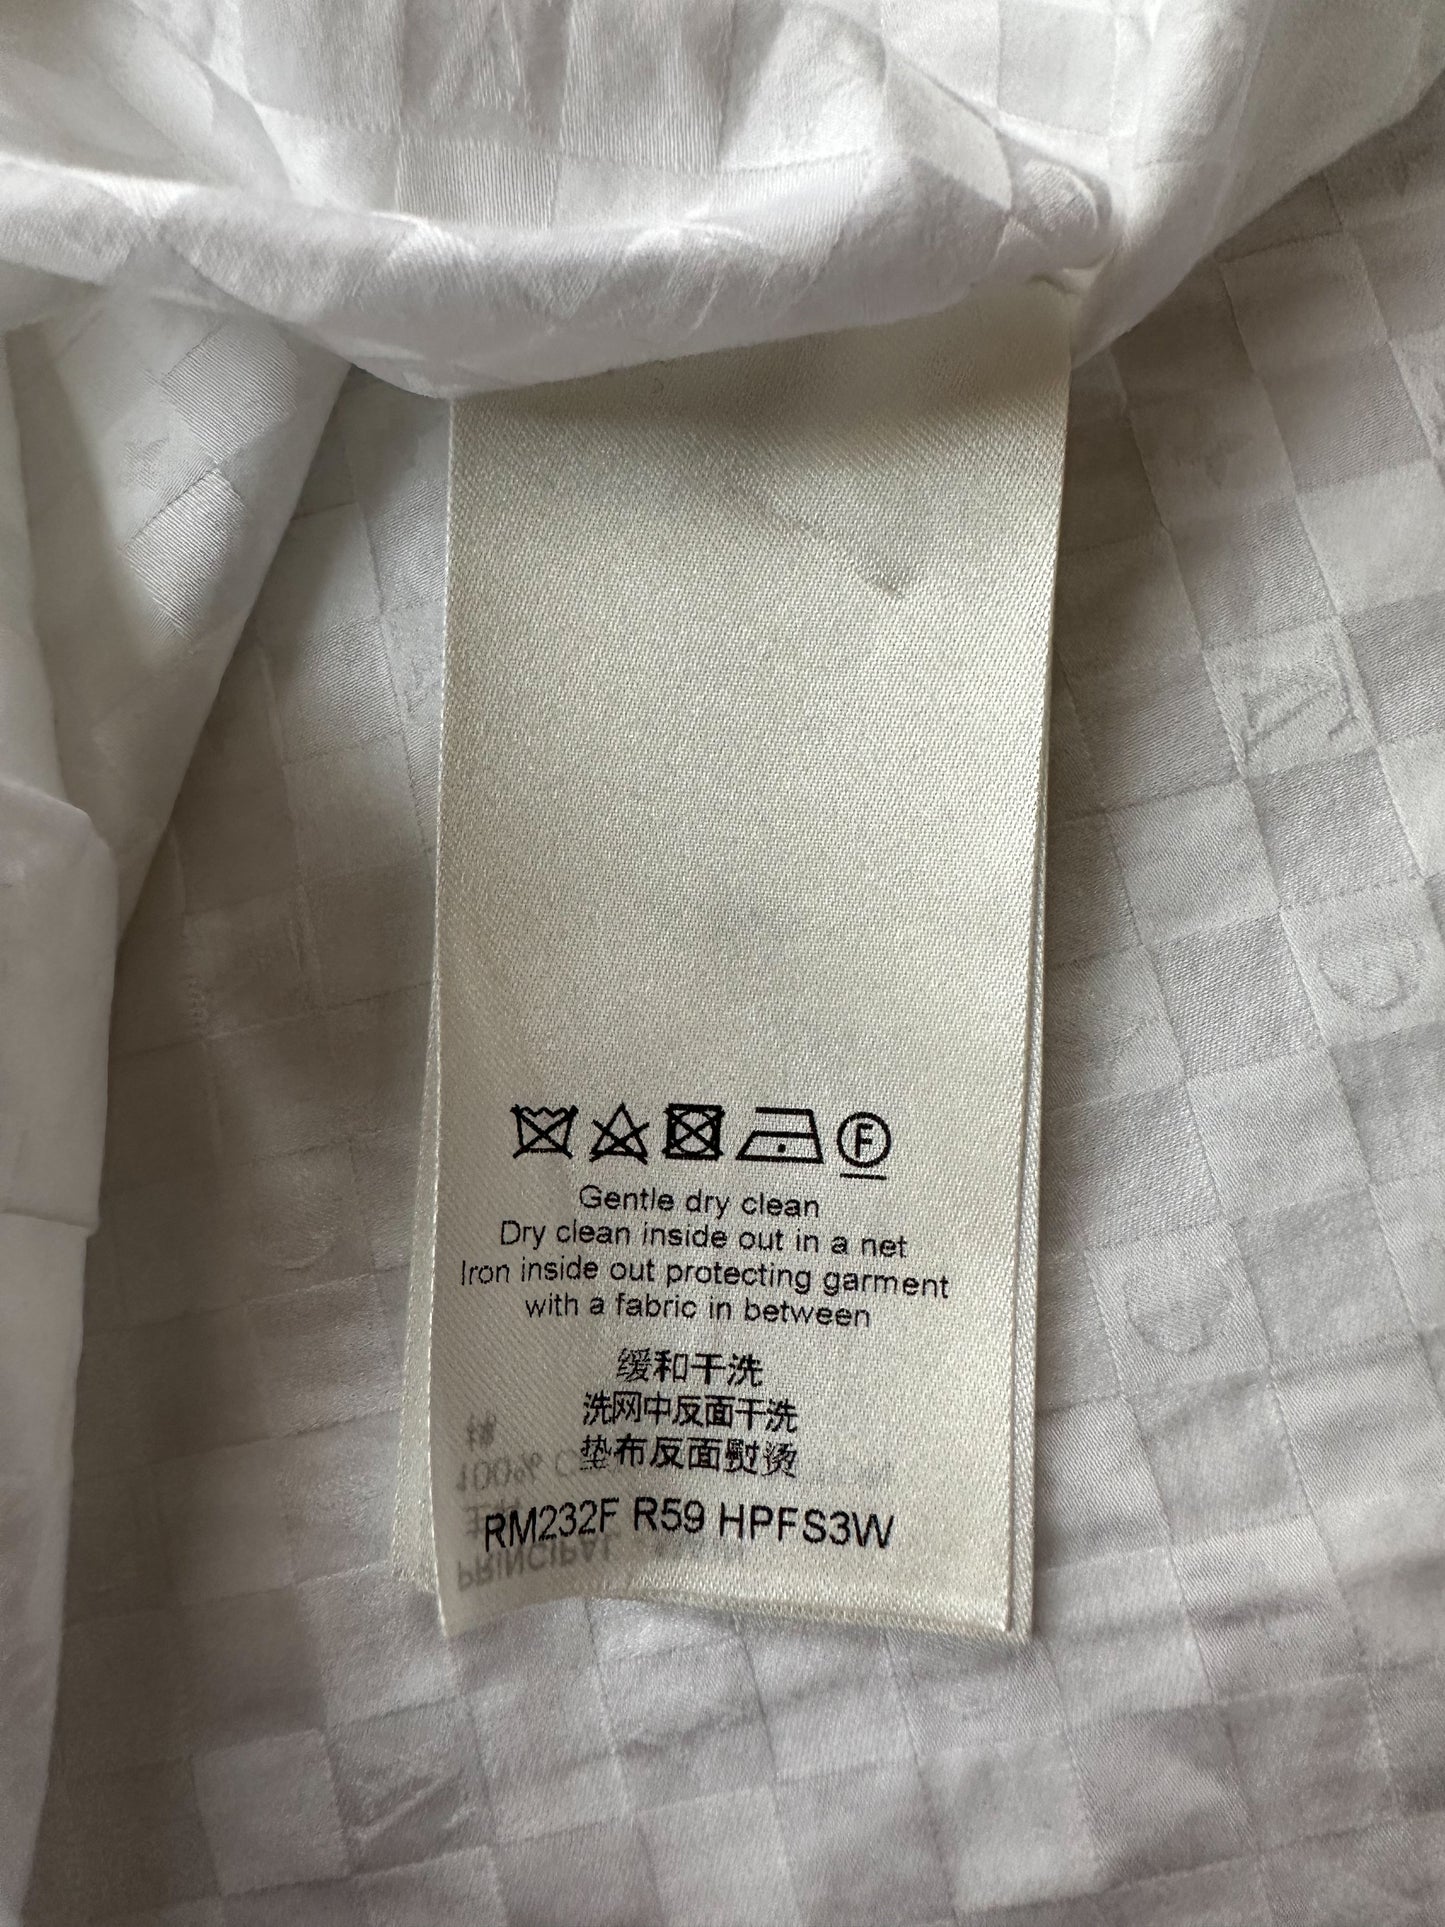 F
Gentle dry clean
Dry clean inside out in a net
Iron inside out protecting garment
with a fabric in between
缓和干洗
洗网中反面干洗
垫布反面熨烫
RM232F R59 HPFS3W
100%
PRINCIPAL